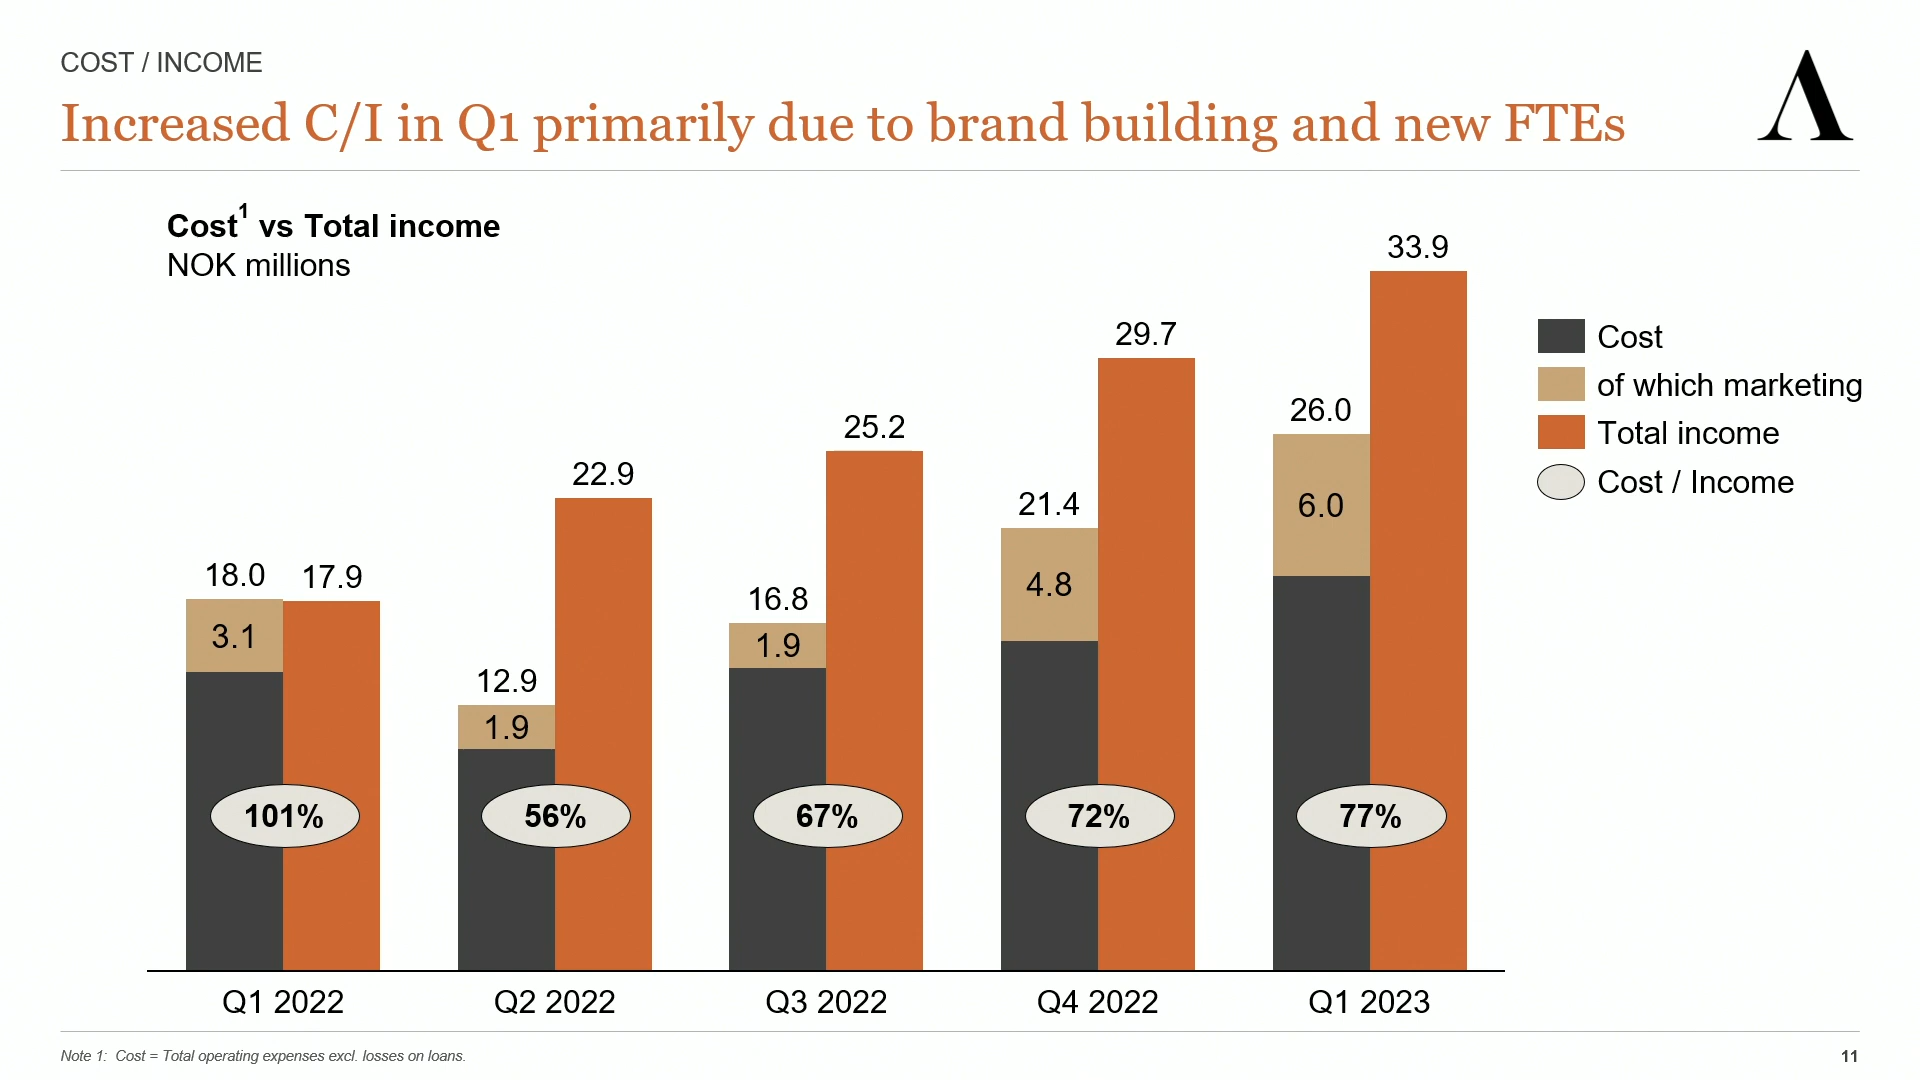 COST / INCOME
Increased C/I in Q1 primarily due to brand building and new FTEs
Cost1 vs Total income
NOK millions
33.9
29.7
Cost
26.0
of which marketing
25.2
Total income
22.9
Cost / Income
21.4
6.0
18.0 17.9
16.8
4.8
3.1
1.9
12.9
1.9
101% 56% 67% 72% 77%
Q1 2022 Q2 2022 Q3 2022 Q4 2022 Q1 2023
Note 1: Cost = Total operating expenses excl. losses on loans.
11